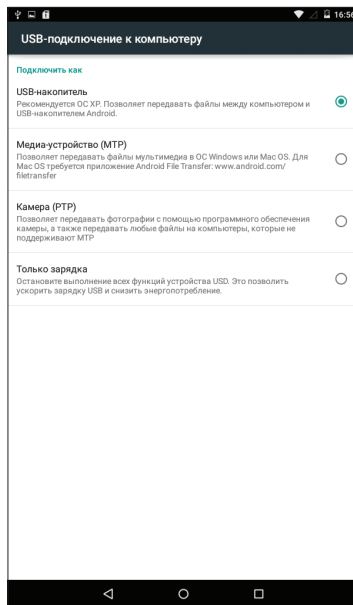 16:56
USB-подключение к компьютеру
Подключить как
USB-накопитель
Рекомендуется ОС XP. Позволяет передавать файлы между компьютером и
USB-накопителем Android.
Медиа-устройство (MTP)
Позволяет передавать файлы мультимедиа в ОС Windows или Mac OS. Для
Mac OS требуется приложение Android File Transfer: www.android.com/
filetransfer
Камера (PTP)
Позволяет передавать фотографии с помощью программного обеспечения
камеры, а также передавать любые файлы на компьютеры, которые не
поддерживают MTP
Только зарядка
Остановите выполнение всех функций устройства USD. Это позволить
ускорить зарядку USB и снизить энергопотребление.